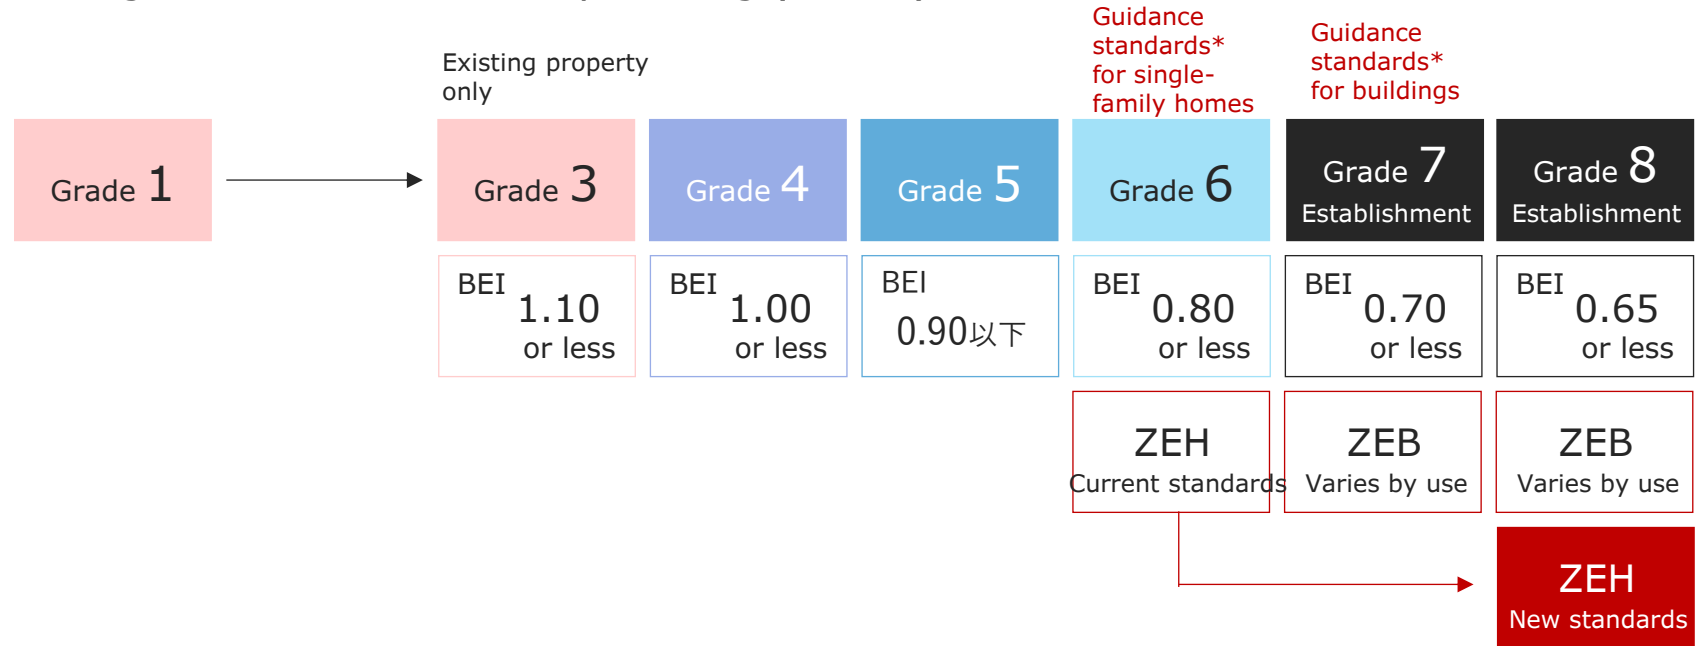 Existing property
only
Guidance
standards*
for single-
family homes
Guidance
standards*
for buildings
Grade 1
Grade 3
Grade 4
Grade 5
Grade 6
Grade 7
Establishment
Grade 8
Establishment
BEI
1.10
or less
BEI
1.00
or less
BEI
0.90以下
BEI
0.80
or less
BEI
0.70
or less
BEI
0.65
or less
ZEH
Current standards
ZEB
Varies by use
ZEB
Varies by use
ZEH
New standards